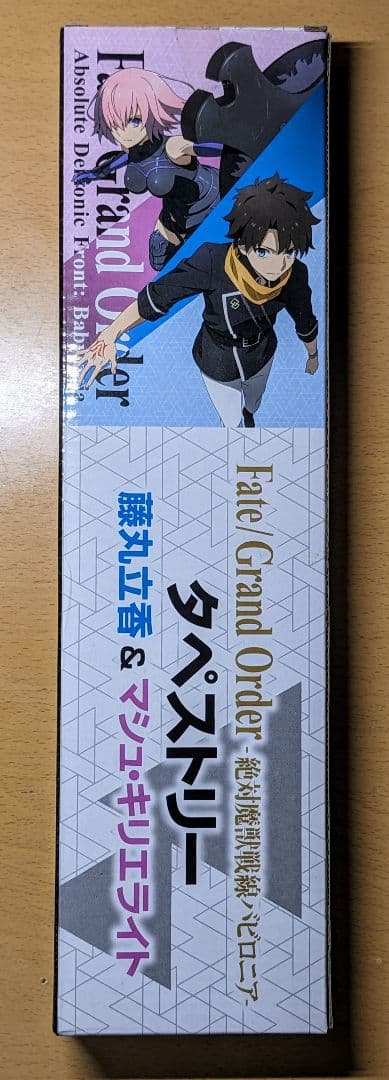 Fate/Grand Order
Absolute Demonic Front: Babylonia
Fate/Grand Order -絶対魔獣戦線バビロニア-
タペストリー
藤丸立香 & マシュ・キリエライト